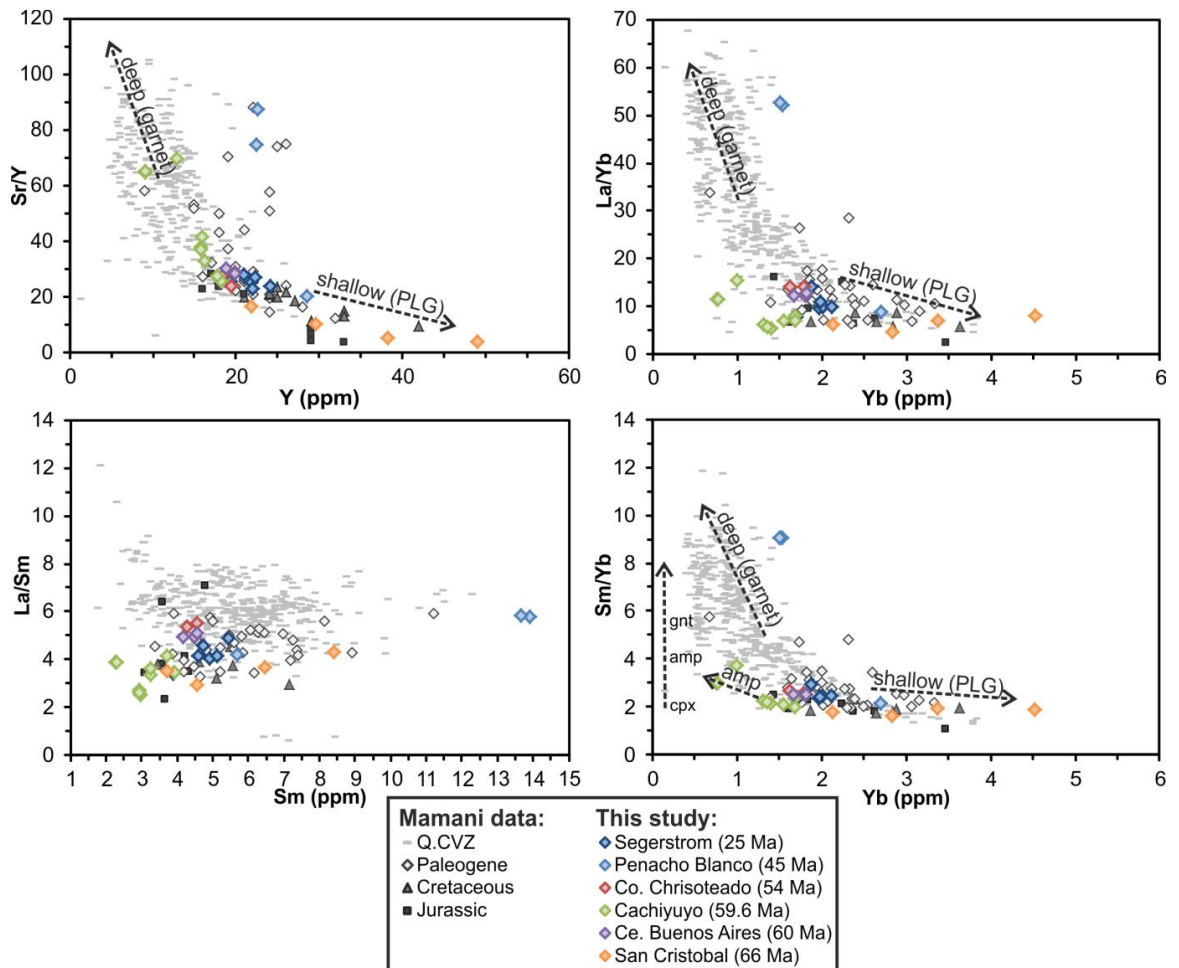 120
100
80
60
40
20
0
Sr/Y
deep (garnet)
shallow (PLG)
0 20 40 60
Y (ppm)
70
60
50
40
30
20
10
0
La/Yb
deep (garnet)
shallow (PLG)
0 1 2 3 4 5 6
Yb (ppm)
14
12
10
8
6
4
2
0
La/Sm
1 2 3 4 5 6 7 8 9 10 11 12 13 14 15
Sm (ppm)
14
12
10
8
6
4
2
0
Sm/Yb
deep (garnet)
gnt
amp
cpx
amp
shallow (PLG)
0 1 2 3 4 5 6
Yb (ppm)
Mamani data:
Q.CVZ
Paleogene
Cretaceous
Jurassic
This study:
Segerstrom (25 Ma)
Penacho Blanco (45 Ma)
Co. Chrisoteado (54 Ma)
Cachiyuyo (59.6 Ma)
Ce. Buenos Aires (60 Ma)
San Cristobal (66 Ma)